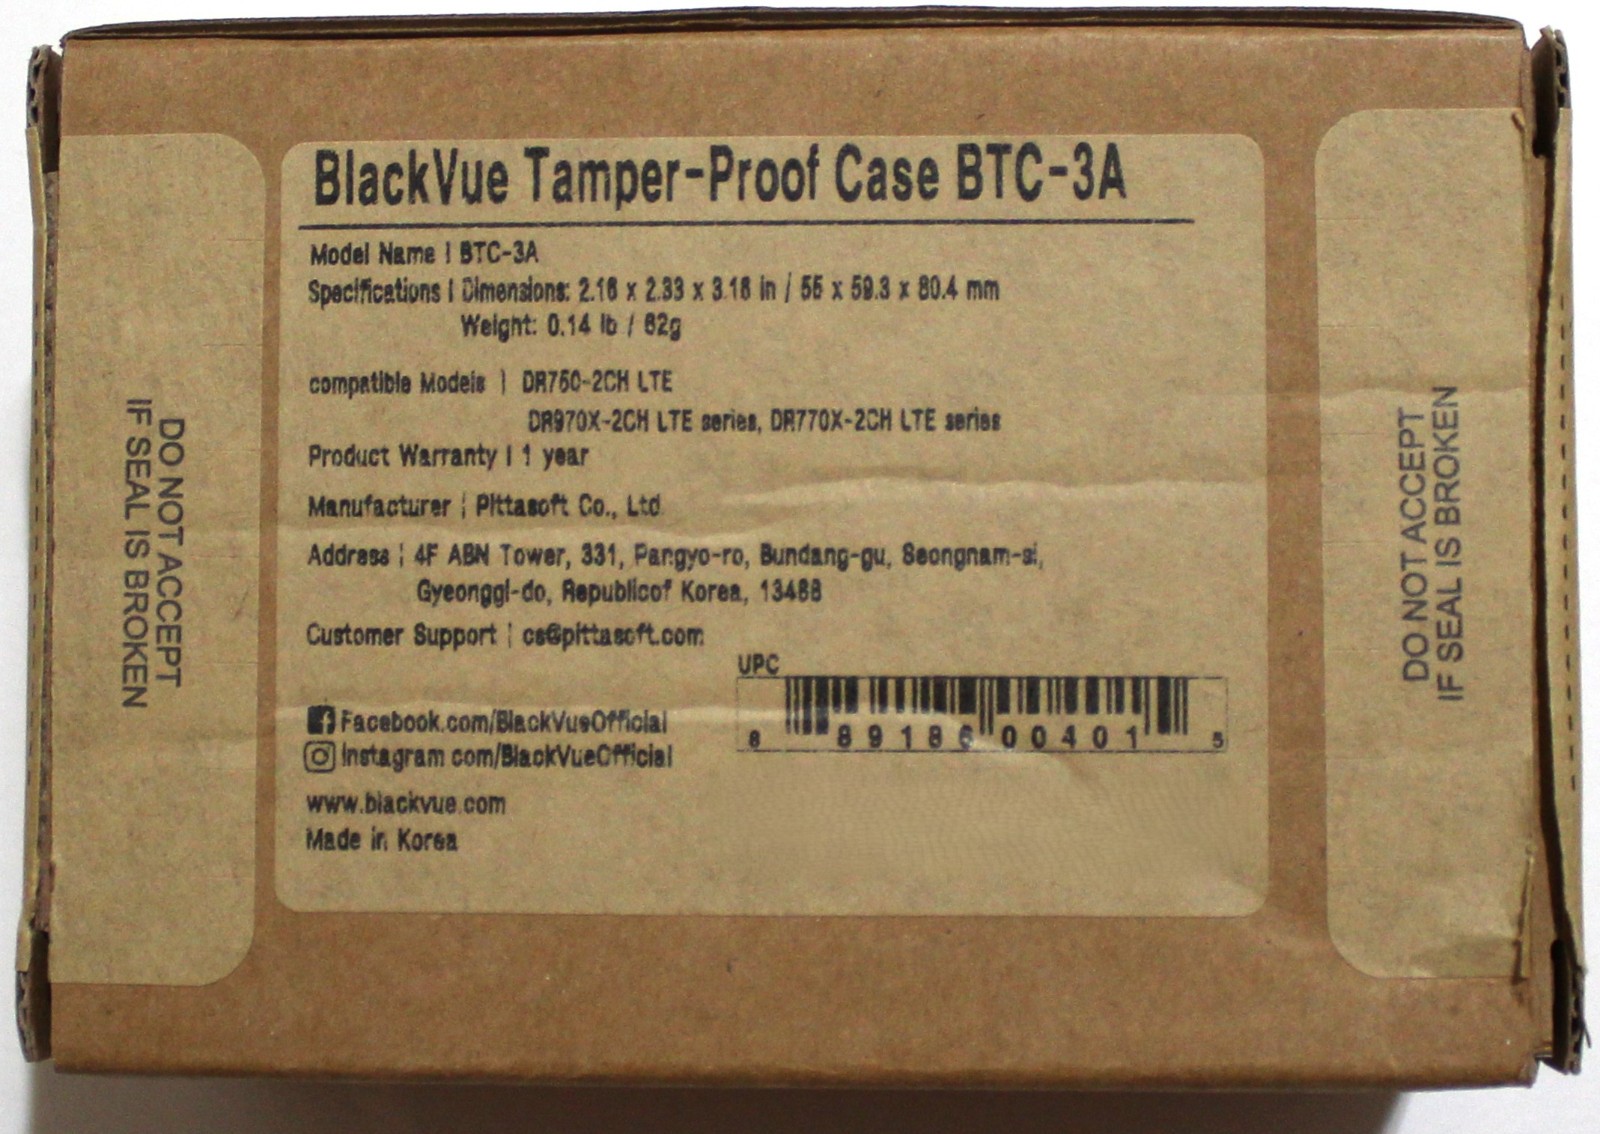 BlackVue Tamper-Proof Case BTC-3A
Model Name | BTC-3A
Specifications | Dimensions: 2.16 x 2.33 x 3.16 in / 55 x 59.3 x 80.4 mm
Weight: 0.14 lb / 62g
compatible Models | DR750-2CH LTE
DR970X-2CH LTE series, DR770X-2CH LTE series
Product Warranty | 1 year
Manufacturer | Pittasoft Co., Ltd
Address | 4F ABN Tower, 331, Pangyo-ro, Bundang-gu, Seongnam-si,
Gyeonggi-do, Republicof Korea, 13488
Customer Support | cs@pittasoft.com
UPC
8 89186 00401 5
Facebook.com/BlackVueOfficial
Instagram.com/BlackVueOfficial
www.blackvue.com
Made in Korea
DO NOT ACCEPT
IF SEAL IS BROKEN
DO NOT ACCEPT
IF SEAL IS BROKEN